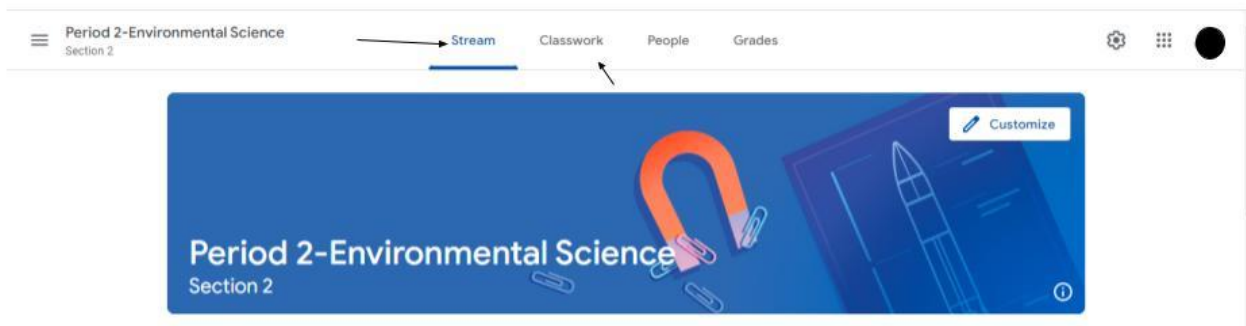 Period 2-Environmental Science
Section 2
Stream Classwork People Grades
Customize
Period 2-Environmental Science
Section 2